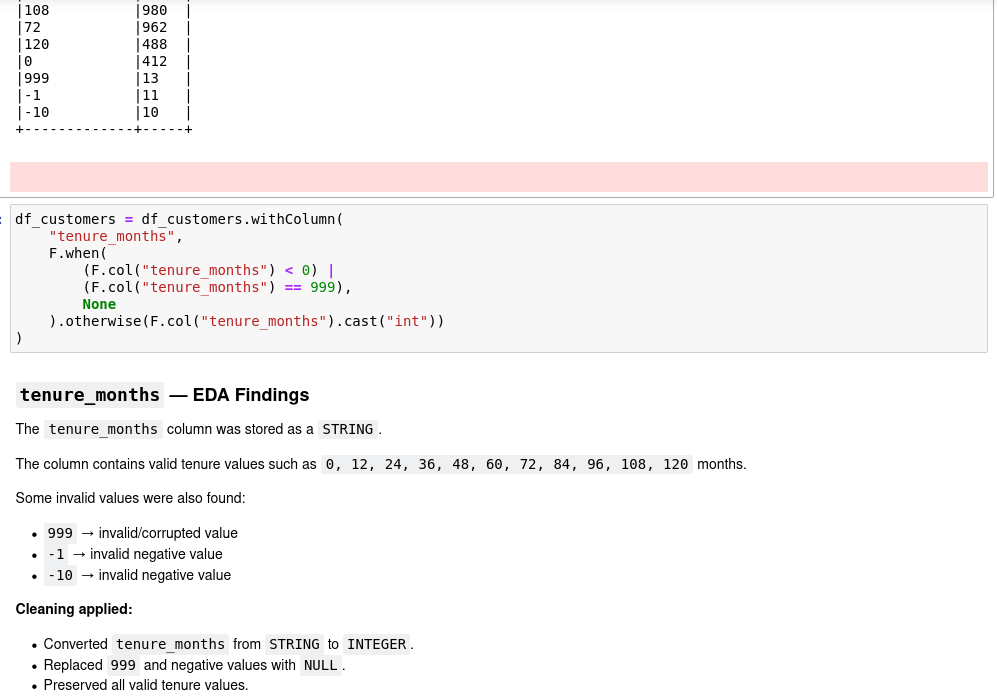 |108          |980  |
|72           |962  |
|120          |488  |
|0            |412  |
|999          |13   |
|-1           |11   |
|-10          |10   |
+-------------+-----+
:
df_customers = df_customers.withColumn(
    "tenure_months",
    F.when(
        (F.col("tenure_months") < 0) |
        (F.col("tenure_months") == 999),
        None
    ).otherwise(F.col("tenure_months").cast("int"))
)
tenure_months — EDA Findings
The tenure_months column was stored as a STRING .
The column contains valid tenure values such as 0, 12, 24, 36, 48, 60, 72, 84, 96, 108, 120 months.
Some invalid values were also found:
• 999 → invalid/corrupted value
• -1 → invalid negative value
• -10 → invalid negative value
Cleaning applied:
• Converted tenure_months from STRING to INTEGER .
• Replaced 999 and negative values with NULL .
• Preserved all valid tenure values.